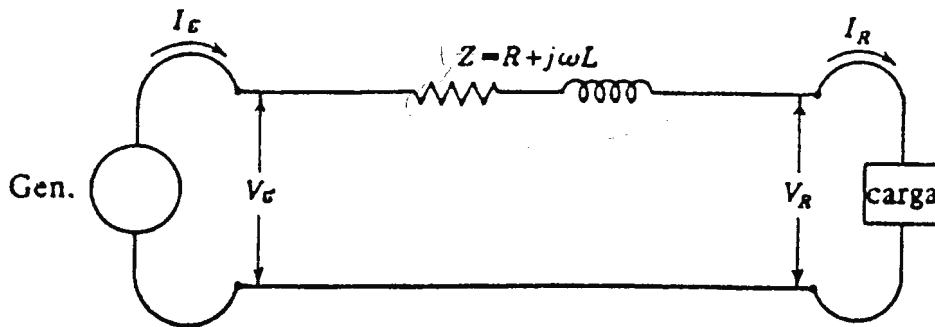 I_G
Z=R+jωL
I_R
Gen.
V_G
V_R
carga